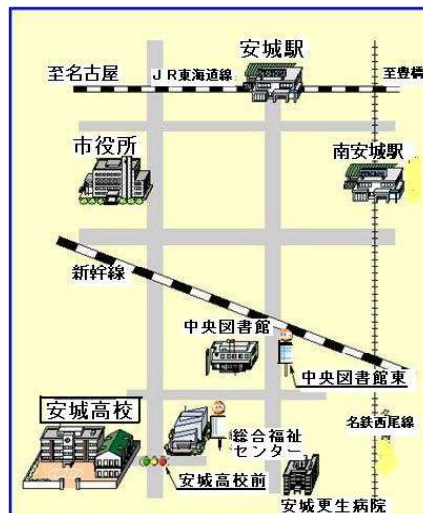 安城駅
至名古屋
JR東海道線
至豊橋
市役所
南安城駅
新幹線
中央図書館
中央図書館東
安城高校
名鉄西尾線
総合福祉
センター
安城高校前
安城更生病院